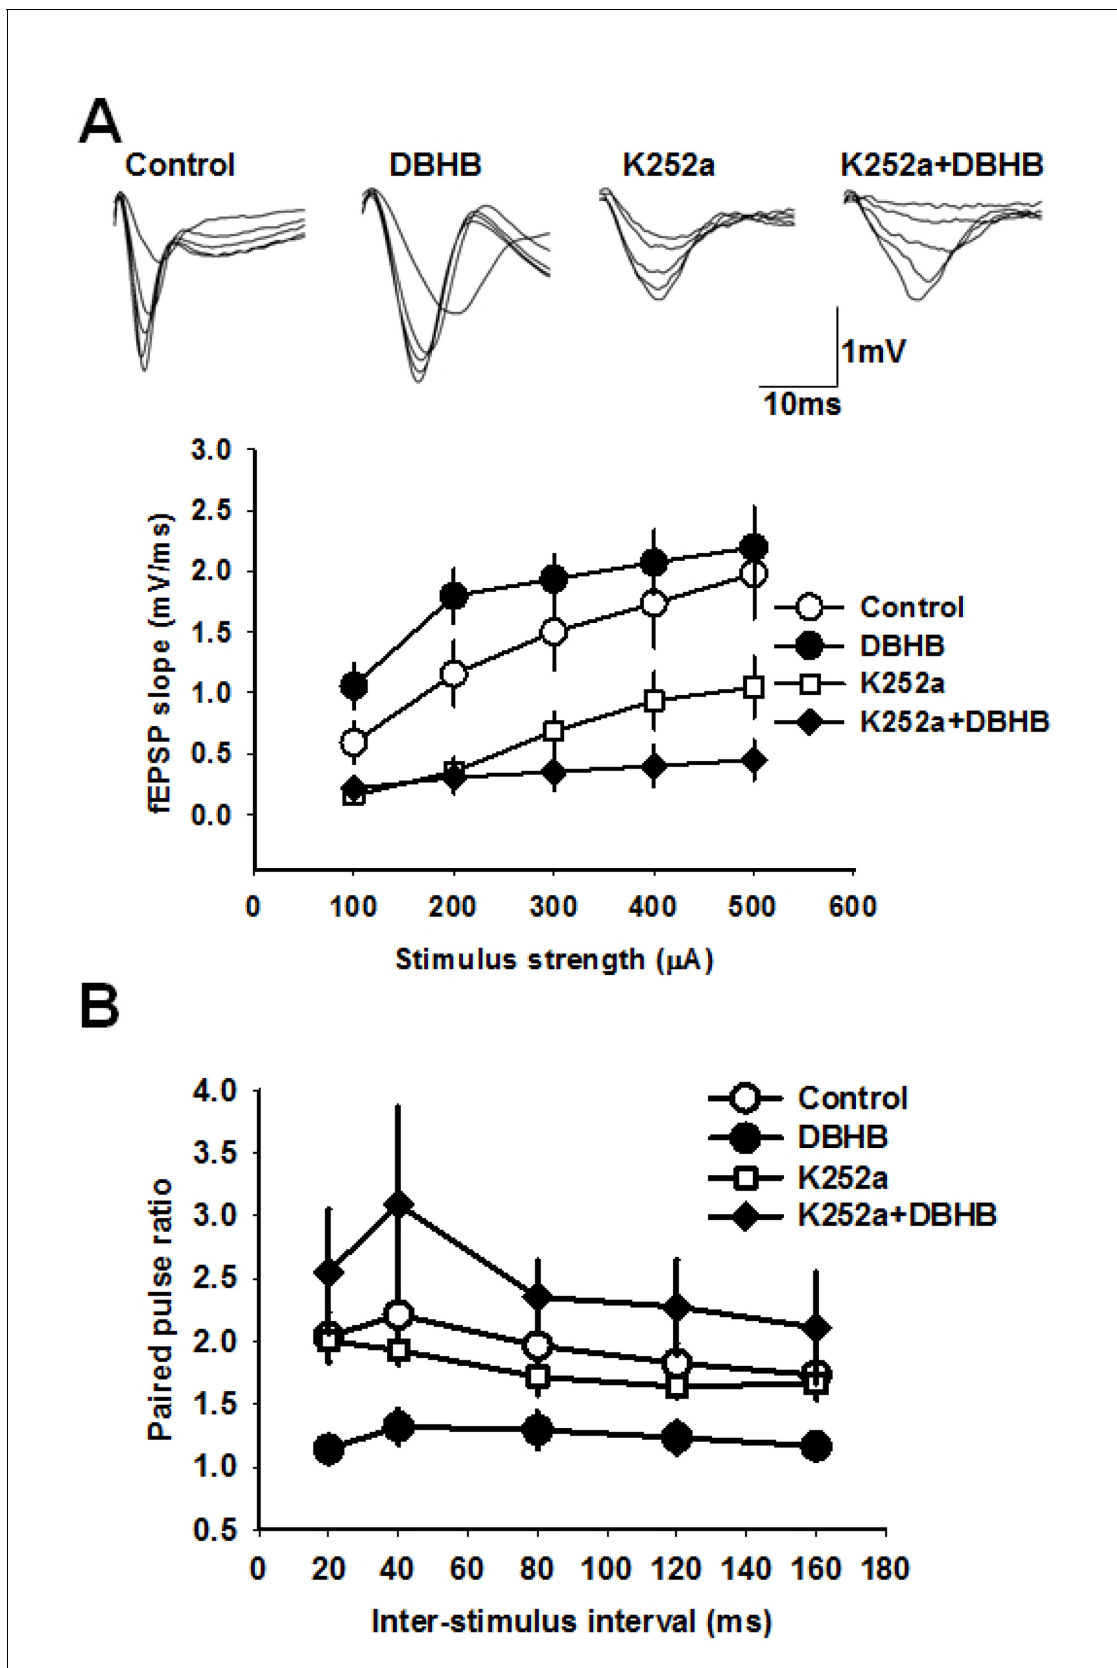 A
Control DBHB K252a K252a+DBHB
1mV
10ms
3.0
2.5
2.0
1.5
1.0
0.5
0.0
fEPSP slope (mV/ms)
Control
DBHB
K252a
K252a+DBHB
0 100 200 300 400 500 600
Stimulus strength (μA)
B
4.0
3.5
3.0
2.5
2.0
1.5
1.0
0.5
Paired pulse ratio
Control
DBHB
K252a
K252a+DBHB
0 20 40 60 80 100 120 140 160 180
Inter-stimulus interval (ms)